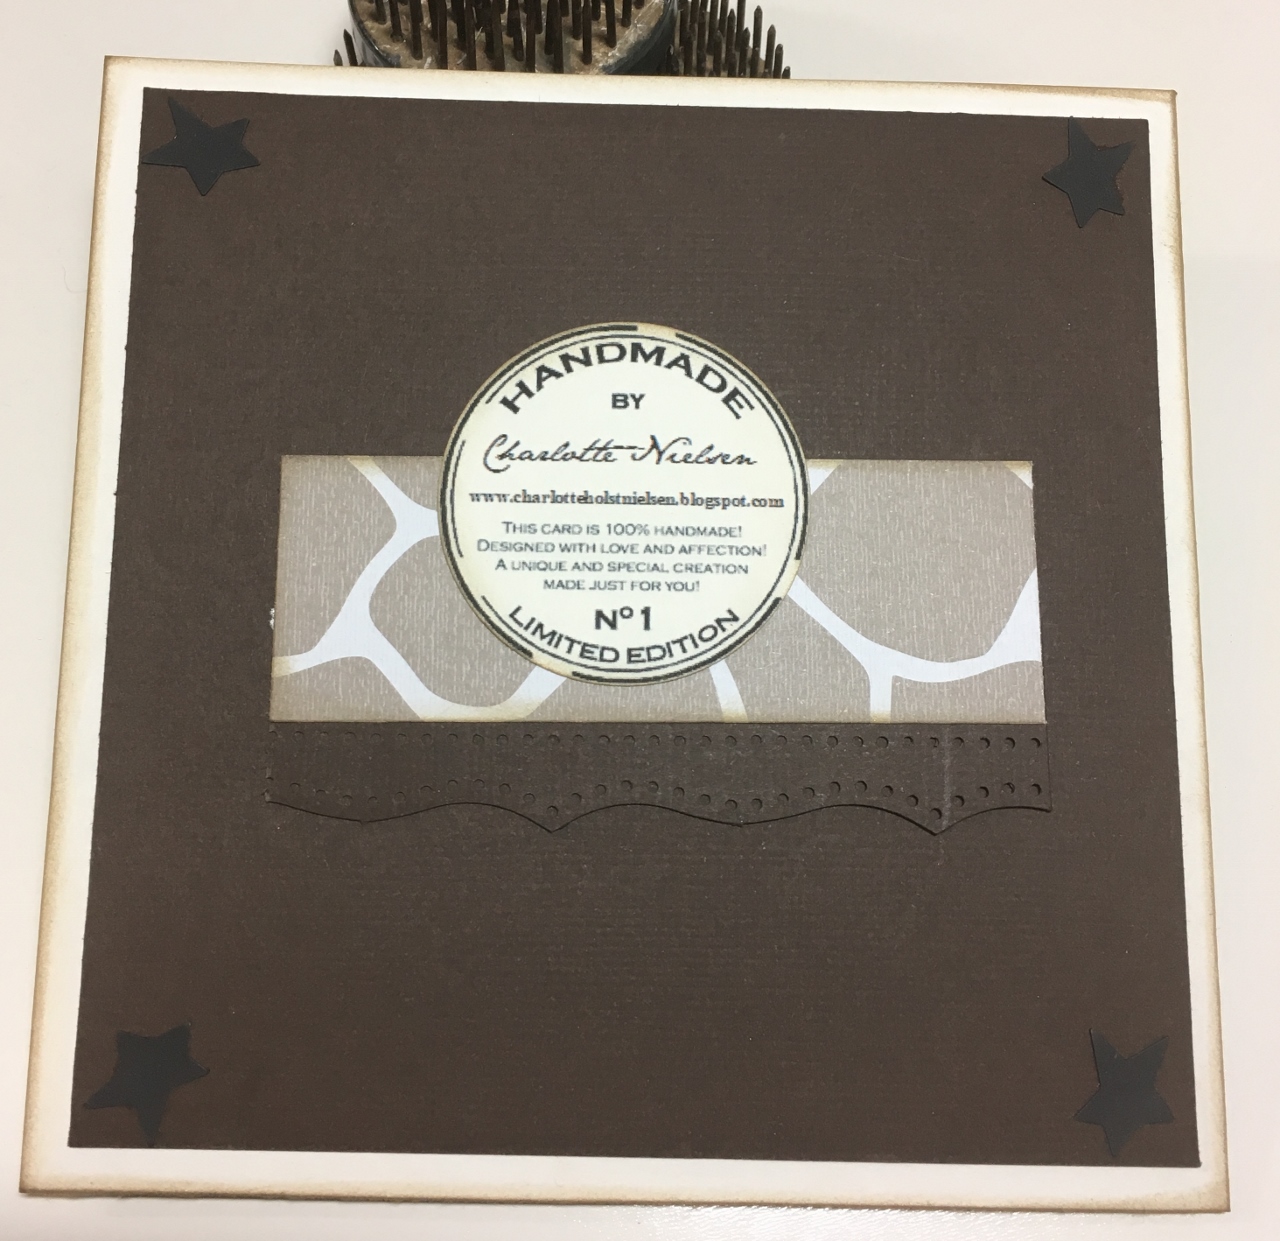 HANDMADE
BY
Charlotte Nielsen
www.charlotteholstnielsen.blogspot.com
THIS CARD IS 100% HANDMADE!
DESIGNED WITH LOVE AND AFFECTION!
A UNIQUE AND SPECIAL CREATION
MADE JUST FOR YOU!
Nº1
LIMITED EDITION